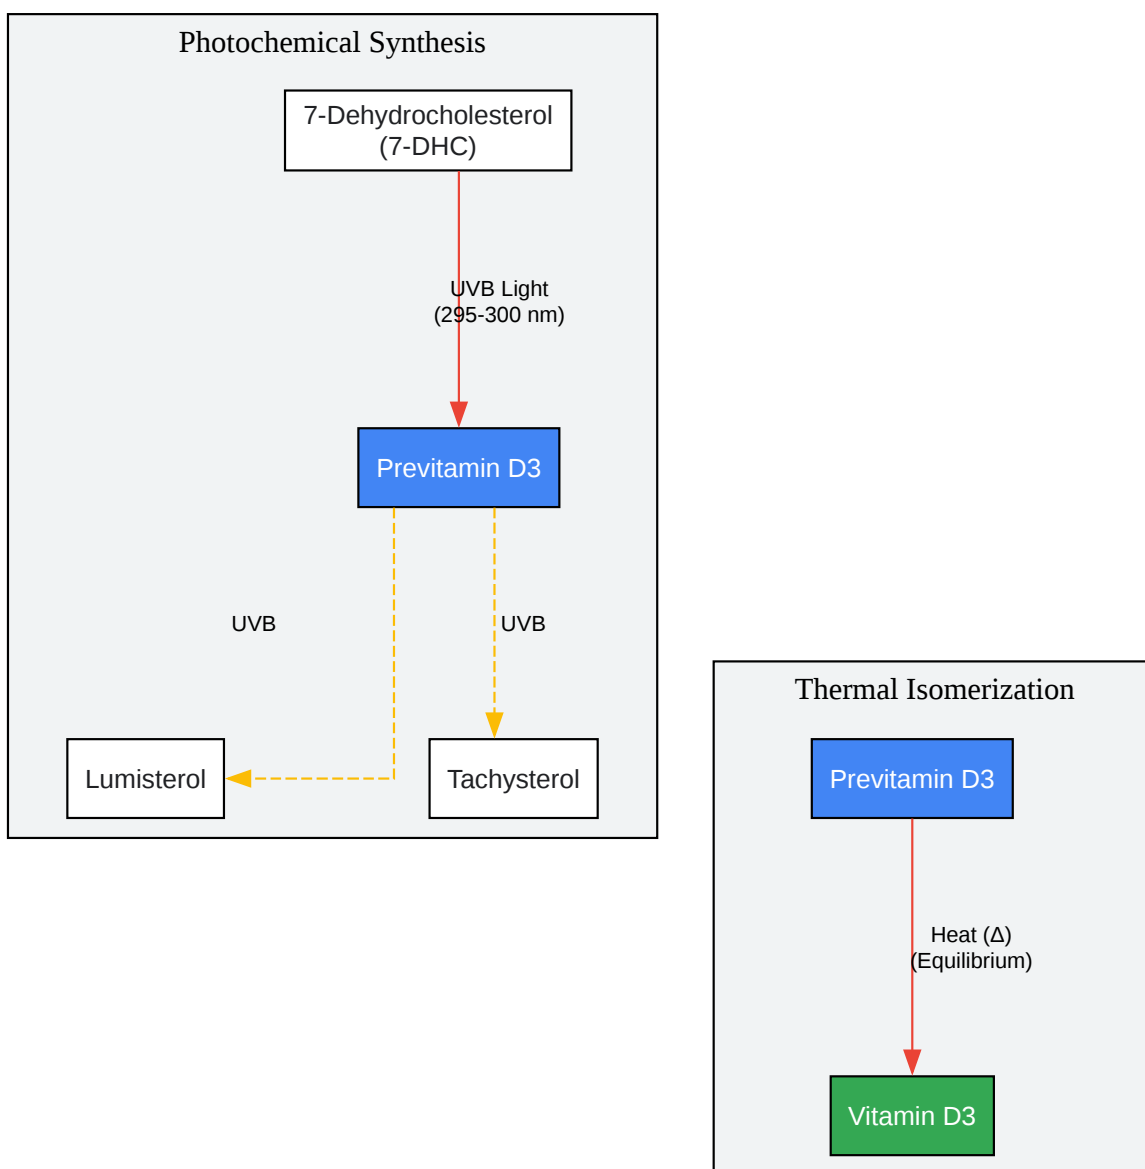 Photochemical Synthesis
7-Dehydrocholesterol
(7-DHC)
UVB Light
(295-300 nm)
Previtamin D3
UVB
UVB
Lumisterol
Tachysterol
Thermal Isomerization
Previtamin D3
Heat (Δ)
(Equilibrium)
Vitamin D3